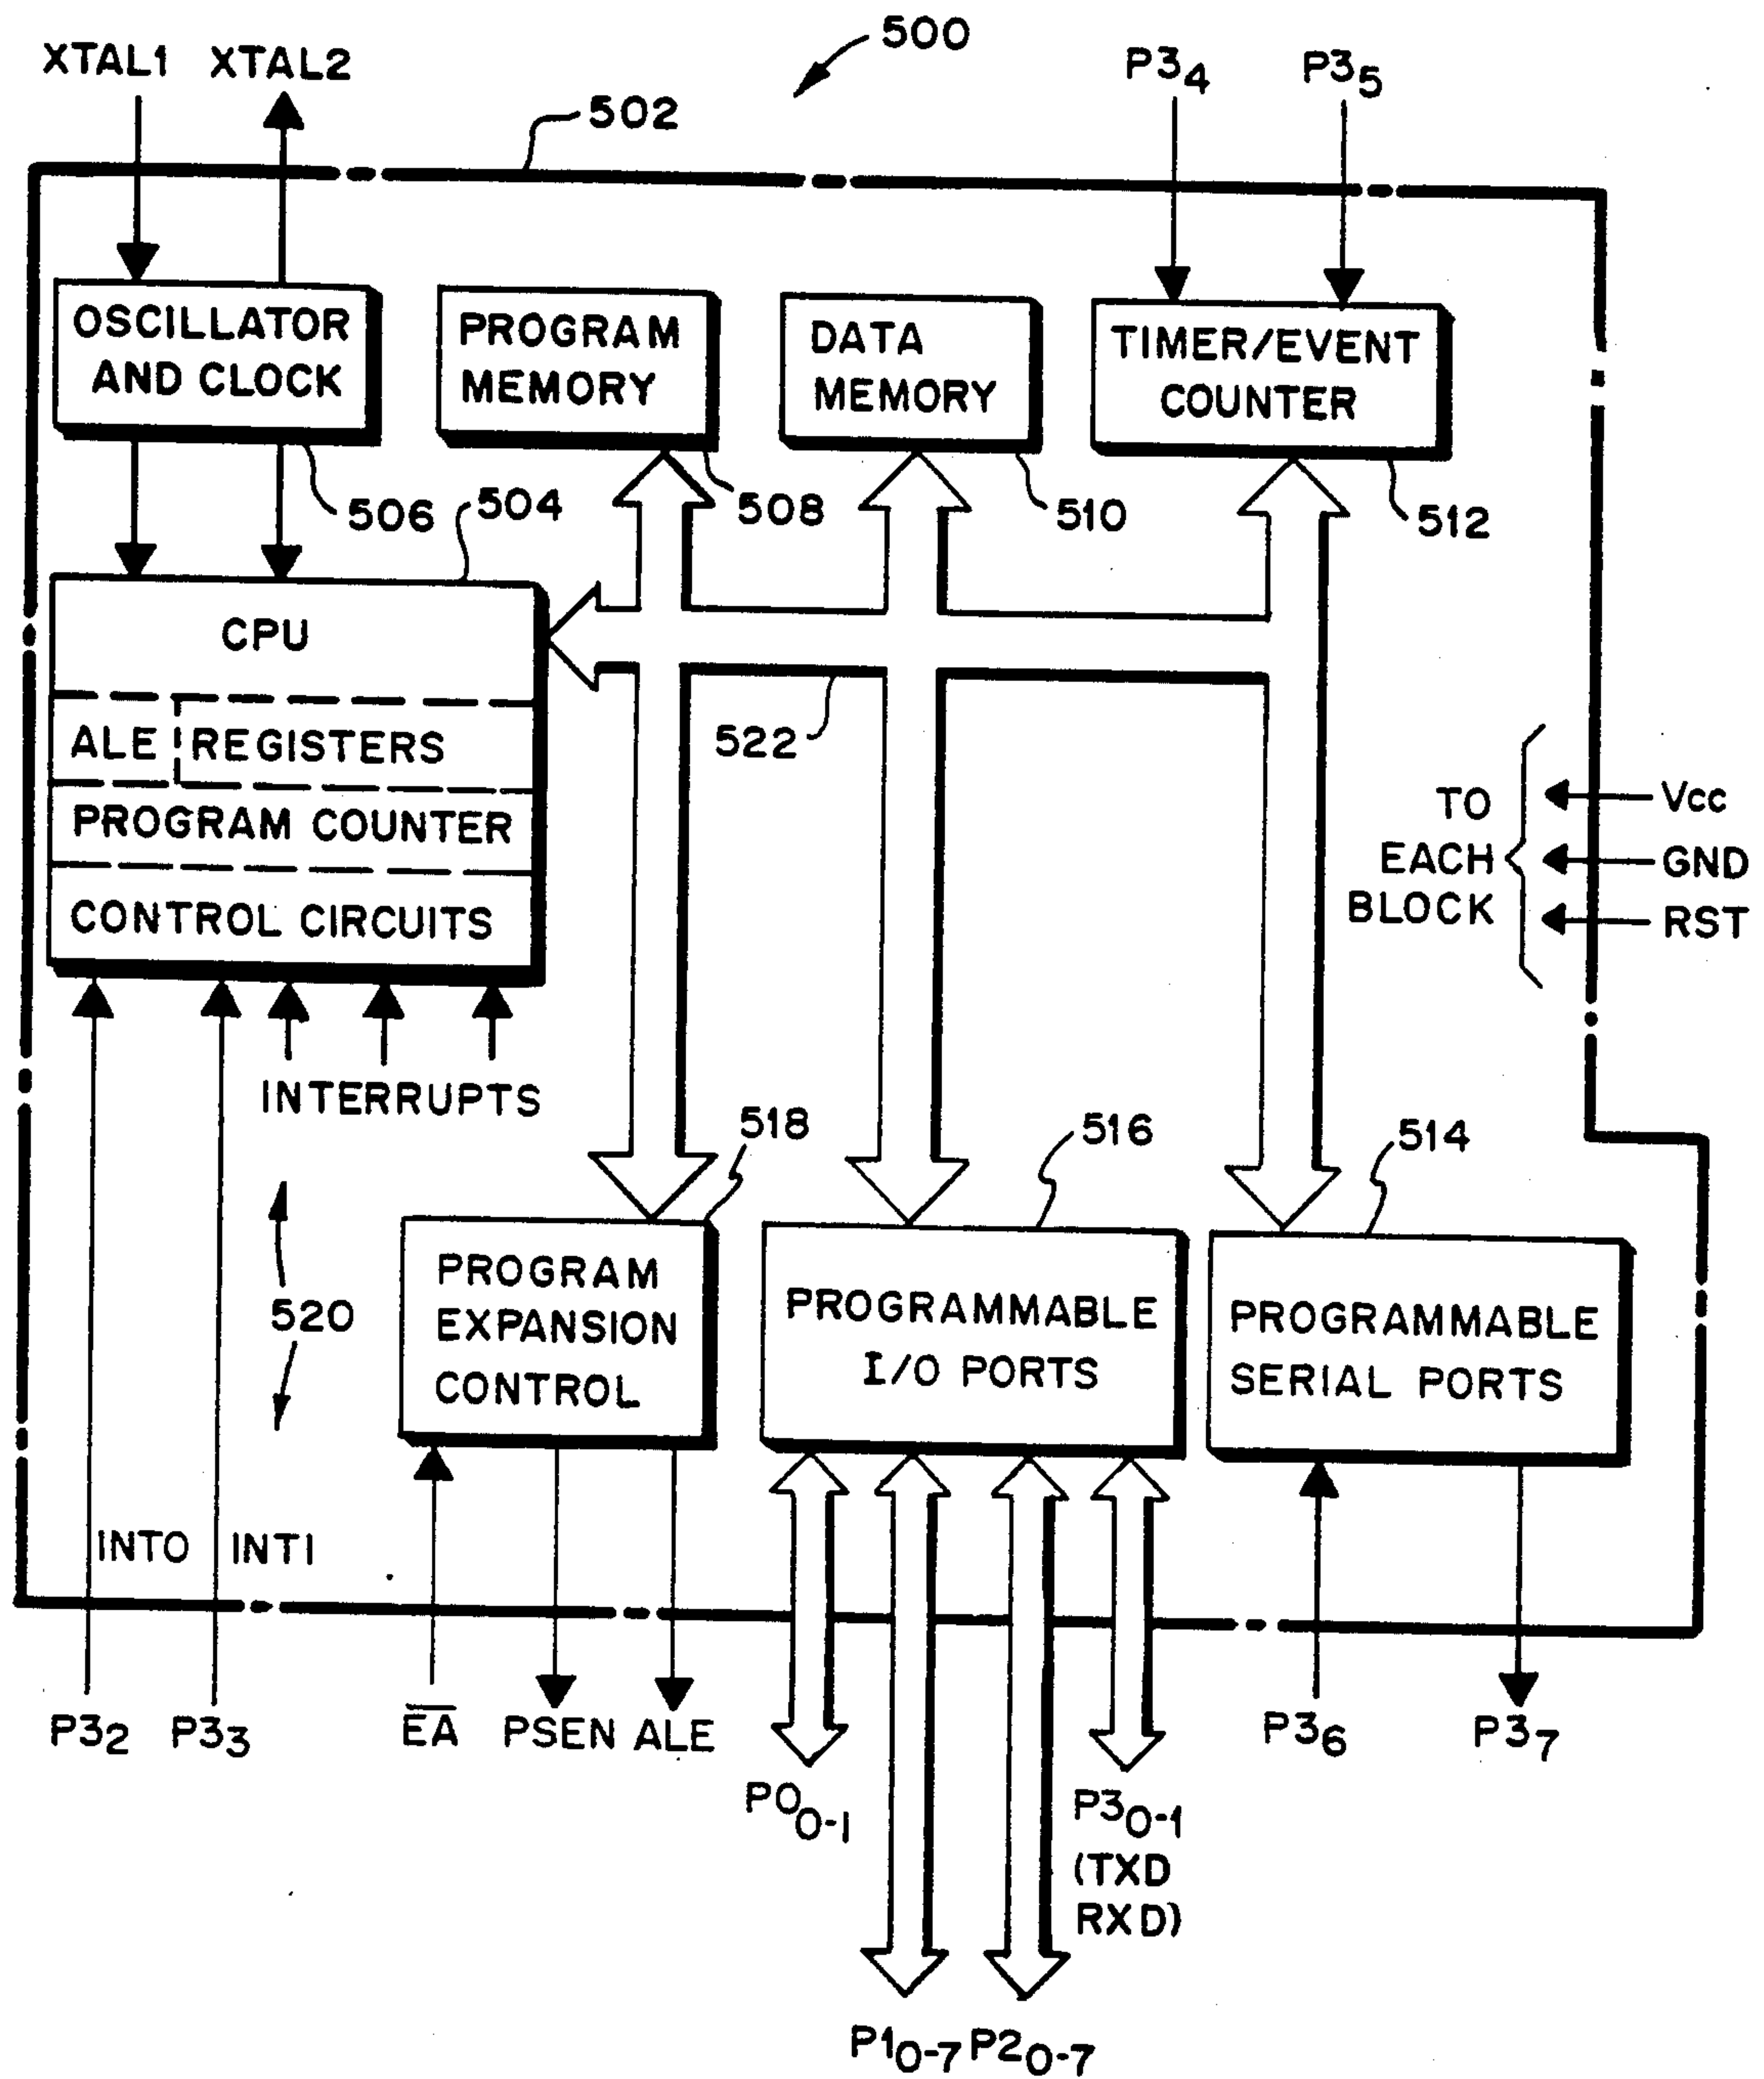 500
XTAL1 XTAL2
P3₄ P3₅
502
OSCILLATOR
AND CLOCK
PROGRAM
MEMORY
DATA
MEMORY
TIMER/EVENT
COUNTER
506
504
508
510
512
CPU
ALE REGISTERS
PROGRAM COUNTER
CONTROL CIRCUITS
522
TO
EACH
BLOCK
Vcc
GND
RST
INTERRUPTS
518
516
514
520
PROGRAM
EXPANSION
CONTROL
PROGRAMMABLE
I/O PORTS
PROGRAMMABLE
SERIAL PORTS
INTO INTI
P3₂ P3₃
E̅A̅ PSEN ALE
P3₆ P3₇
P0₀₋₁
P3₀₋₁
(TXD
RXD)
P1₀₋₇ P2₀₋₇